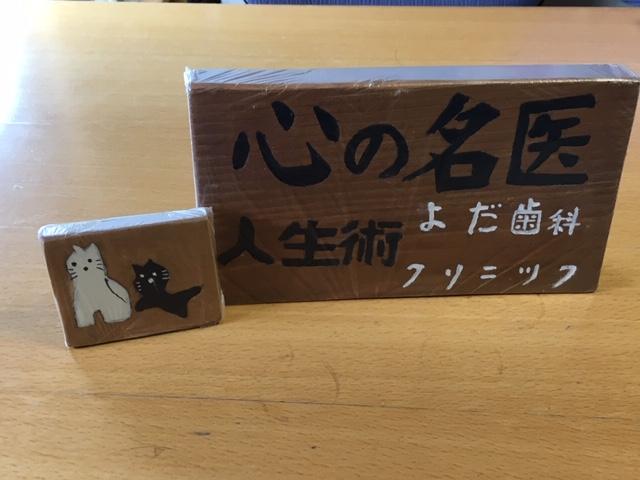 心の名医
人生術
よだ歯科
クリニック